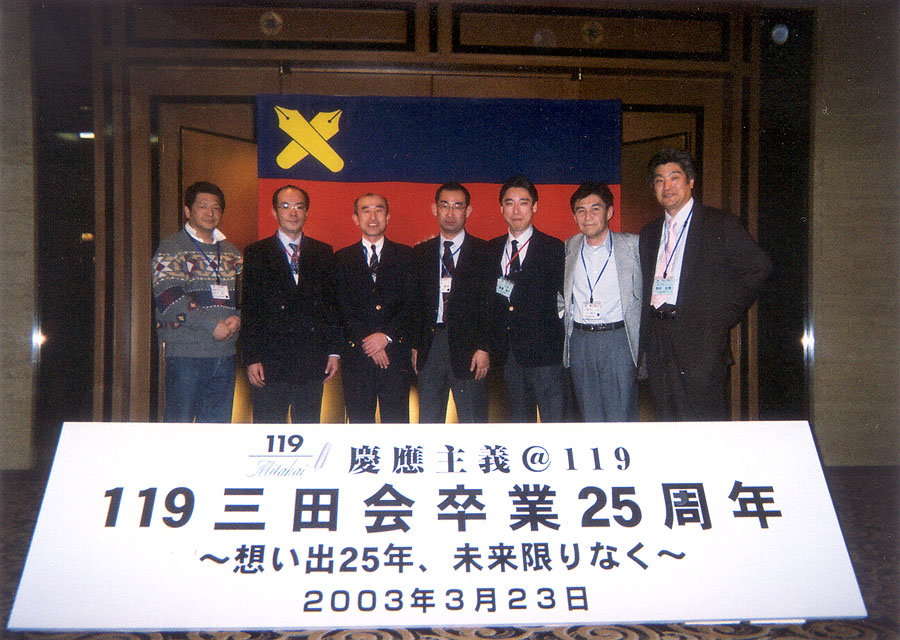 119
Mitakai
慶應主義@119
119三田会卒業25周年
～想い出25年、未来限りなく～
2003年3月23日